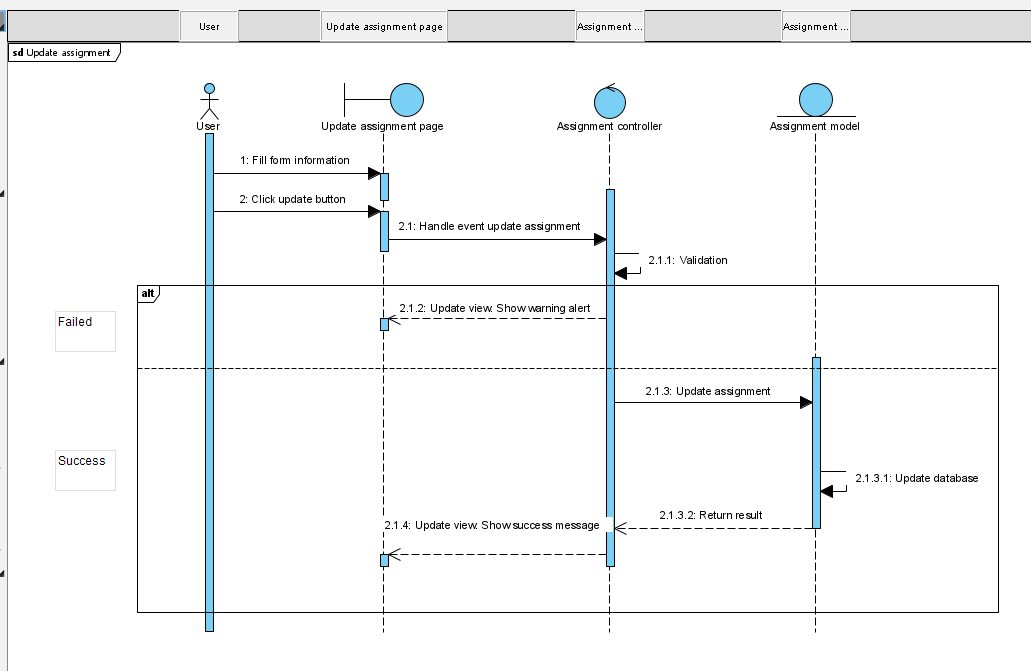 User
Update assignment page
Assignment ...
Assignment ...
sd Update assignment
User
Update assignment page
Assignment controller
Assignment model
1: Fill form information
2: Click update button
2.1: Handle event update assignment
2.1.1: Validation
alt
2.1.2: Update view: Show warning alert
Failed
2.1.3: Update assignment
Success
2.1.3.1: Update database
2.1.3.2: Return result
2.1.4: Update view: Show success message